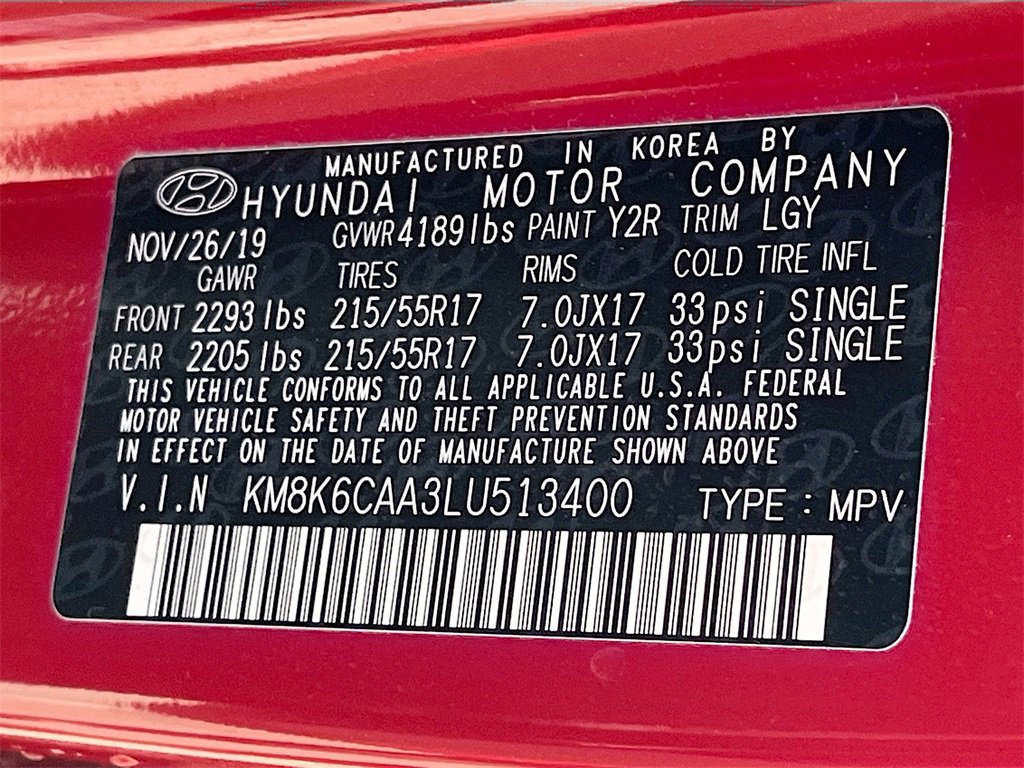 MANUFACTURED IN KOREA BY
HYUNDAI MOTOR COMPANY
NOV/26/19 GVWR 4189lbs PAINT Y2R TRIM LGY
GAWR TIRES RIMS COLD TIRE INFL
FRONT 2293 lbs 215/55R17 7.0JX17 33psi SINGLE
REAR 2205 lbs 215/55R17 7.0JX17 33psi SINGLE
THIS VEHICLE CONFORMS TO ALL APPLICABLE U.S.A. FEDERAL
MOTOR VEHICLE SAFETY AND THEFT PREVENTION STANDARDS
IN EFFECT ON THE DATE OF MANUFACTURE SHOWN ABOVE
V.I.N KM8K6CAA3LU513400 TYPE : MPV